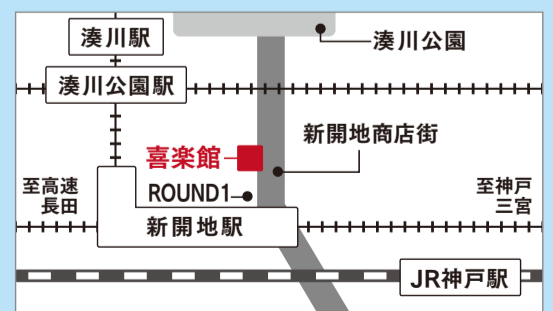 湊川駅
湊川公園
湊川公園駅
新開地商店街
喜楽館
至高速
長田
ROUND1
至神戸
三宮
新開地駅
JR神戸駅